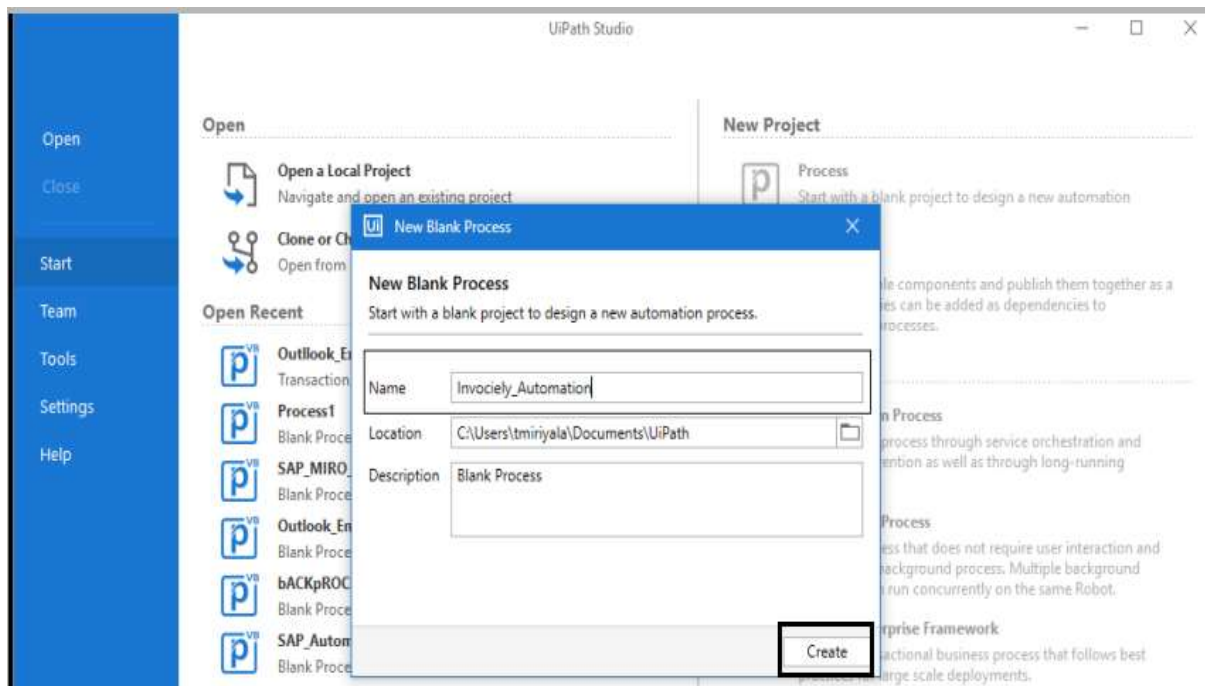 UiPath Studio
Open
Close
Start
Team
Tools
Settings
Help
Open
Open a Local Project
Navigate and open an existing project
Clone or Ch
Open from
Open Recent
Outllook_E
Transaction
Process1
Blank Proce
SAP_MIRO_
Blank Proce
Outlook_En
Blank Proce
bACKpROC
Blank Proce
SAP_Autom
Blank Proce
New Project
Process
Start with a blank project to design a new automation
le components and publish them together as a
ies can be added as dependencies to
rocesses.
n Process
process through service orchestration and
ention as well as through long-running
Process
ess that does not require user interaction and
ackground process. Multiple background
run concurrently on the same Robot.
rprise Framework
actional business process that follows best
large scale deployments.
Ui New Blank Process
New Blank Process
Start with a blank project to design a new automation process.
Name Invociely_Automation
Location C:\Users\tmiriyala\Documents\UiPath
Description Blank Process
Create